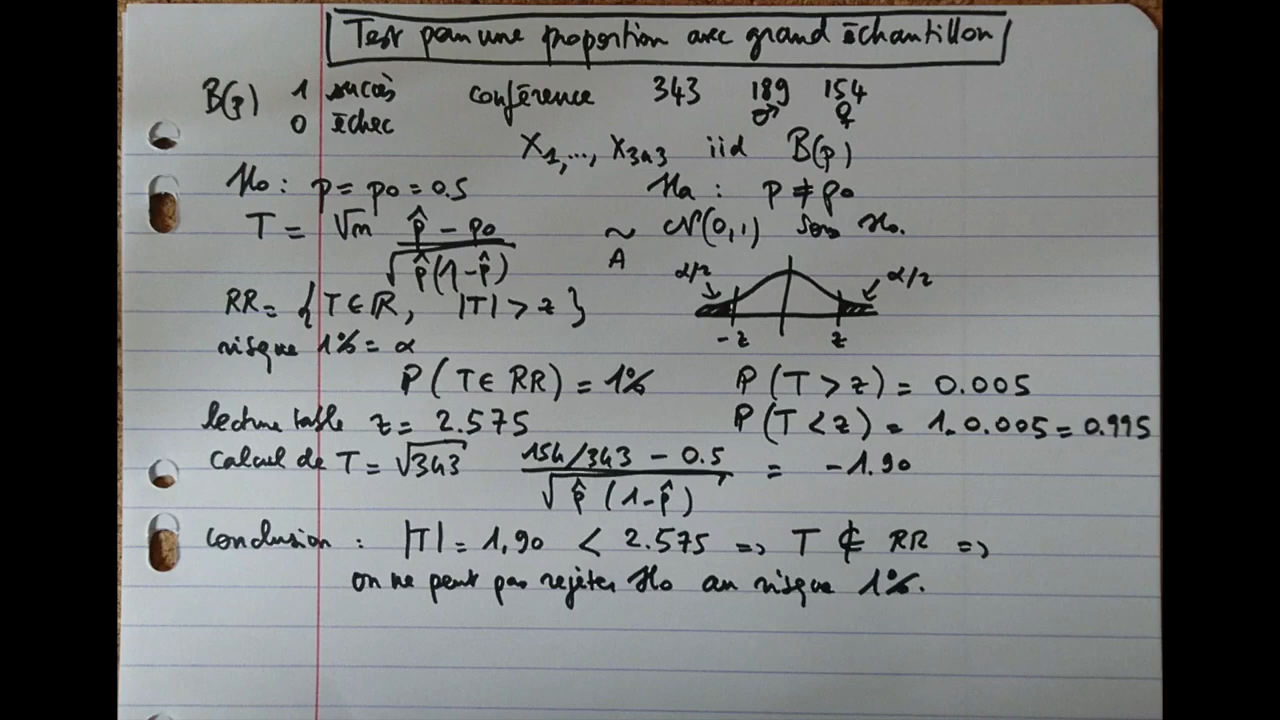 Test pour une proportion avec grand échantillon
B(p) 1 succès conférence 343 189 154
0 échec ♂ ♀
X1,..., X343 iid B(p)
H0 : p = p0 = 0.5 Ha : p ≠ p0
T = √n (p̂ - p0) / √(p̂(1-p̂)) ~A N(0,1) sous H0.
α/2 α/2
RR = { T ∈ ℝ, |T| > z }
-z z
risque 1% = α
P( T ∈ RR) = 1% P(T > z) = 0.005
lecture table z = 2.575 P(T < z) = 1-0.005 = 0.995
calcul de T = √343 (154/343 - 0.5) / √(p̂ (1-p̂)) = -1.90
conclusion : |T| = 1,90 < 2.575 => T ∉ RR =>
on ne peut pas rejéter H0 au risque 1%.